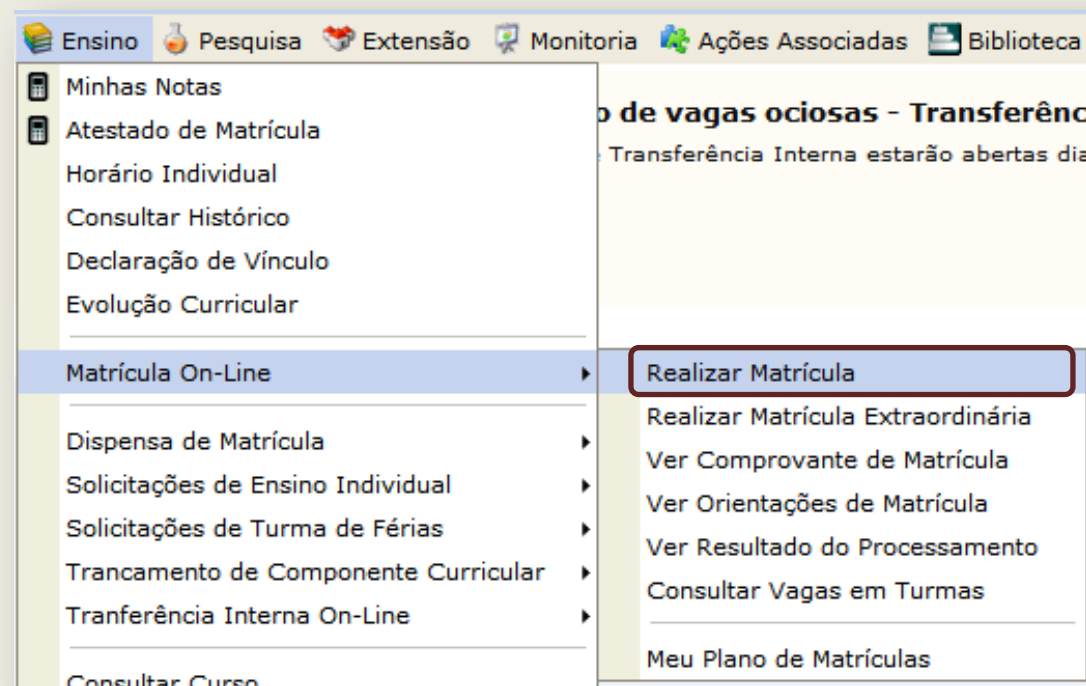 Ensino Pesquisa Extensão Monitoria Ações Associadas Biblioteca
Minhas Notas
Atestado de Matrícula
Horário Individual
Consultar Histórico
Declaração de Vínculo
Evolução Curricular
Matrícula On-Line
Dispensa de Matrícula
Solicitações de Ensino Individual
Solicitações de Turma de Férias
Trancamento de Componente Curricular
Tranferência Interna On-Line
Consultar Curso
de vagas ociosas -
Transferência Interna estarão abertas
Realizar Matrícula
Realizar Matrícula Extraordinária
Ver Comprovante de Matrícula
Ver Orientações de Matrícula
Ver Resultado do Processamento
Consultar Vagas em Turmas
Meu Plano de Matrículas